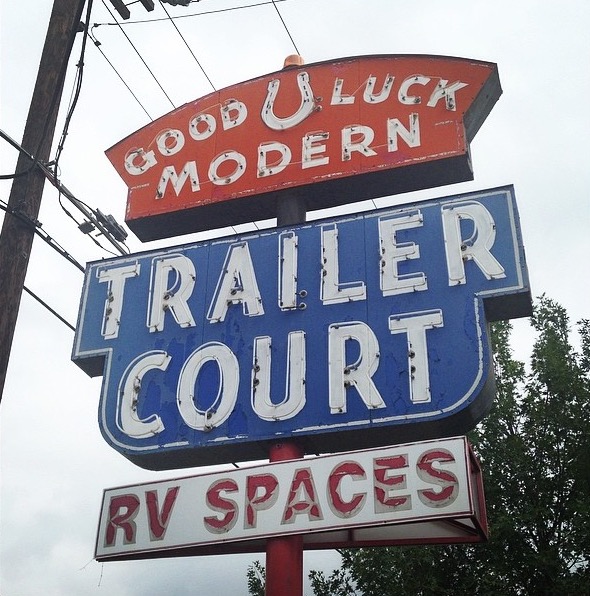 GOOD LUCK
MODERN
TRAILER
COURT
RV SPACES